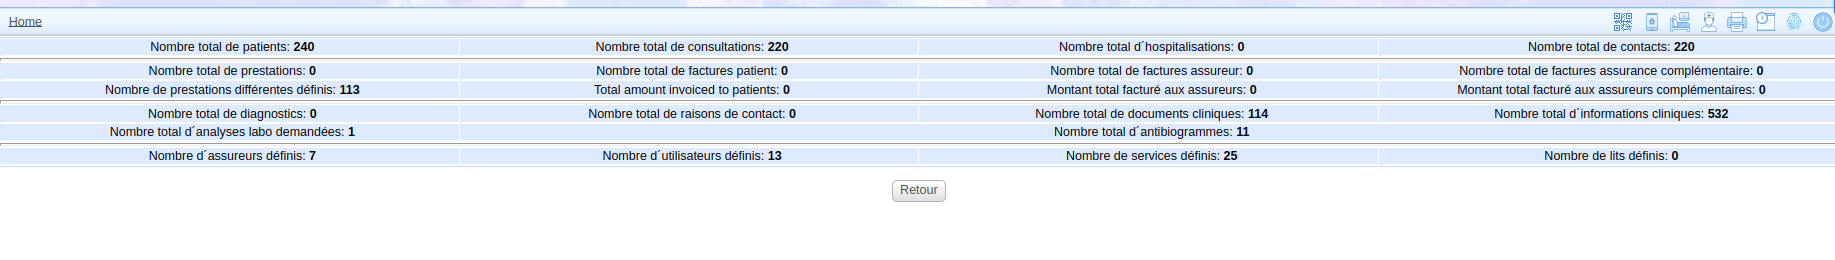 Home
Nombre total de patients: 240 Nombre total de consultations: 220 Nombre total d´hospitalisations: 0 Nombre total de contacts: 220
Nombre total de prestations: 0 Nombre total de factures patient: 0 Nombre total de factures assureur: 0 Nombre total de factures assurance complémentaire: 0
Nombre de prestations différentes définis: 113 Total amount invoiced to patients: 0 Montant total facturé aux assureurs: 0 Montant total facturé aux assureurs complémentaires: 0
Nombre total de diagnostics: 0 Nombre total de raisons de contact: 0 Nombre total de documents cliniques: 114 Nombre total d´informations cliniques: 532
Nombre total d´analyses labo demandées: 1 Nombre total d´antibiogrammes: 11
Nombre d´assureurs définis: 7 Nombre d´utilisateurs définis: 13 Nombre de services définis: 25 Nombre de lits définis: 0
Retour